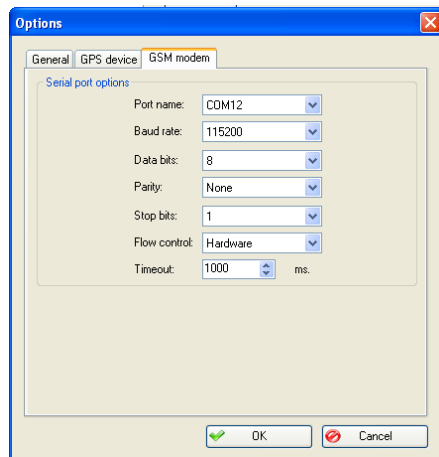 Options
General GPS device GSM modem
Serial port options
Port name: COM12
Baud rate: 115200
Data bits: 8
Parity: None
Stop bits: 1
Flow control: Hardware
Timeout: 1000 ms.
OK Cancel